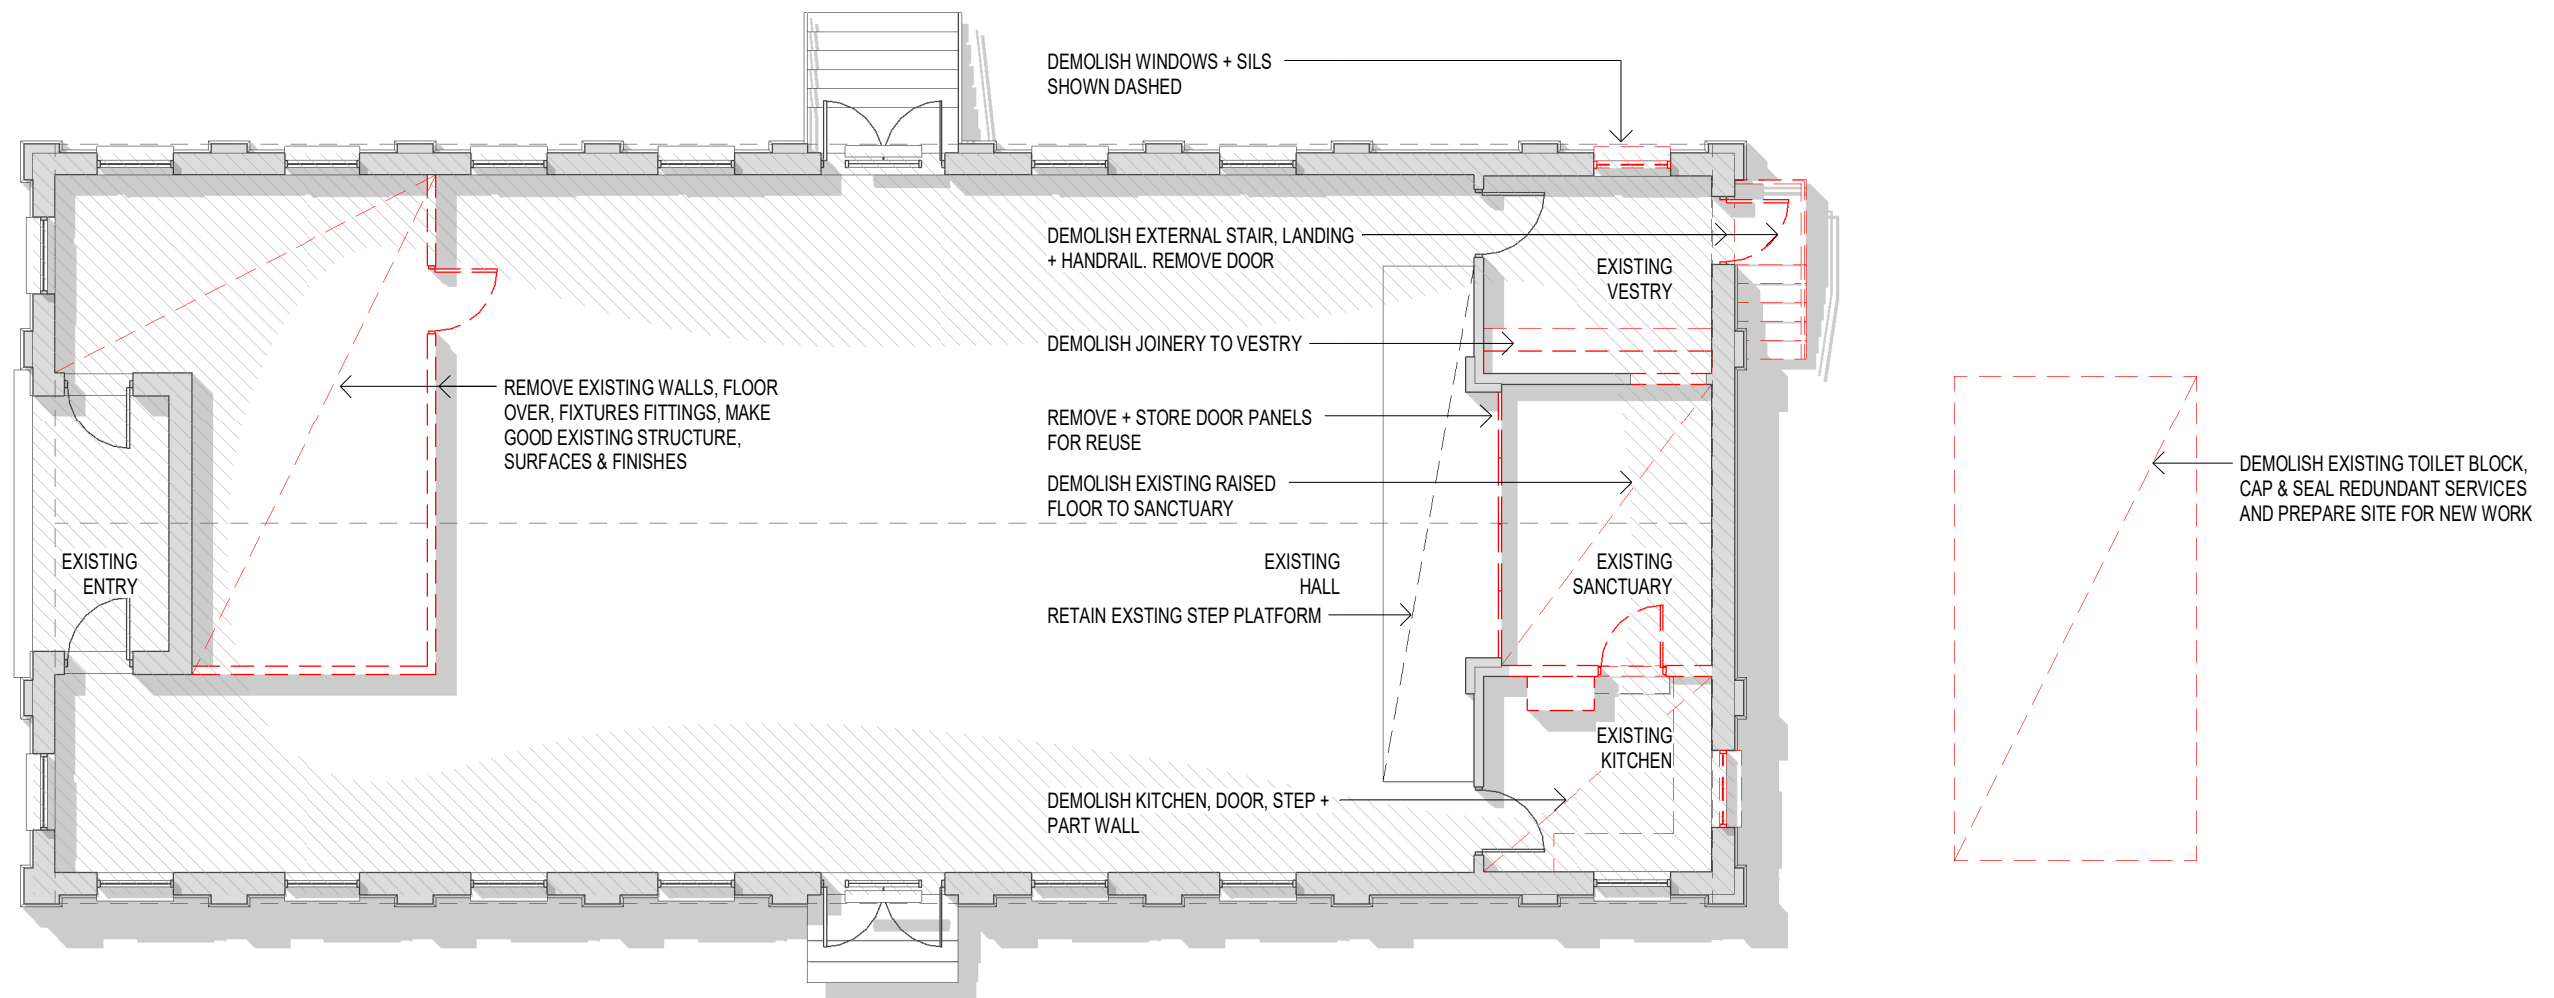 DEMOLISH WINDOWS + SILS
SHOWN DASHED
DEMOLISH EXTERNAL STAIR, LANDING
+ HANDRAIL. REMOVE DOOR
EXISTING
VESTRY
DEMOLISH JOINERY TO VESTRY
REMOVE EXISTING WALLS, FLOOR
OVER, FIXTURES FITTINGS, MAKE
GOOD EXISTING STRUCTURE,
SURFACES & FINISHES
REMOVE + STORE DOOR PANELS
FOR REUSE
DEMOLISH EXISTING RAISED
FLOOR TO SANCTUARY
DEMOLISH EXISTING TOILET BLOCK,
CAP & SEAL REDUNDANT SERVICES
AND PREPARE SITE FOR NEW WORK
EXISTING
ENTRY
EXISTING
HALL
EXISTING
SANCTUARY
RETAIN EXSTING STEP PLATFORM
EXISTING
KITCHEN
DEMOLISH KITCHEN, DOOR, STEP +
PART WALL